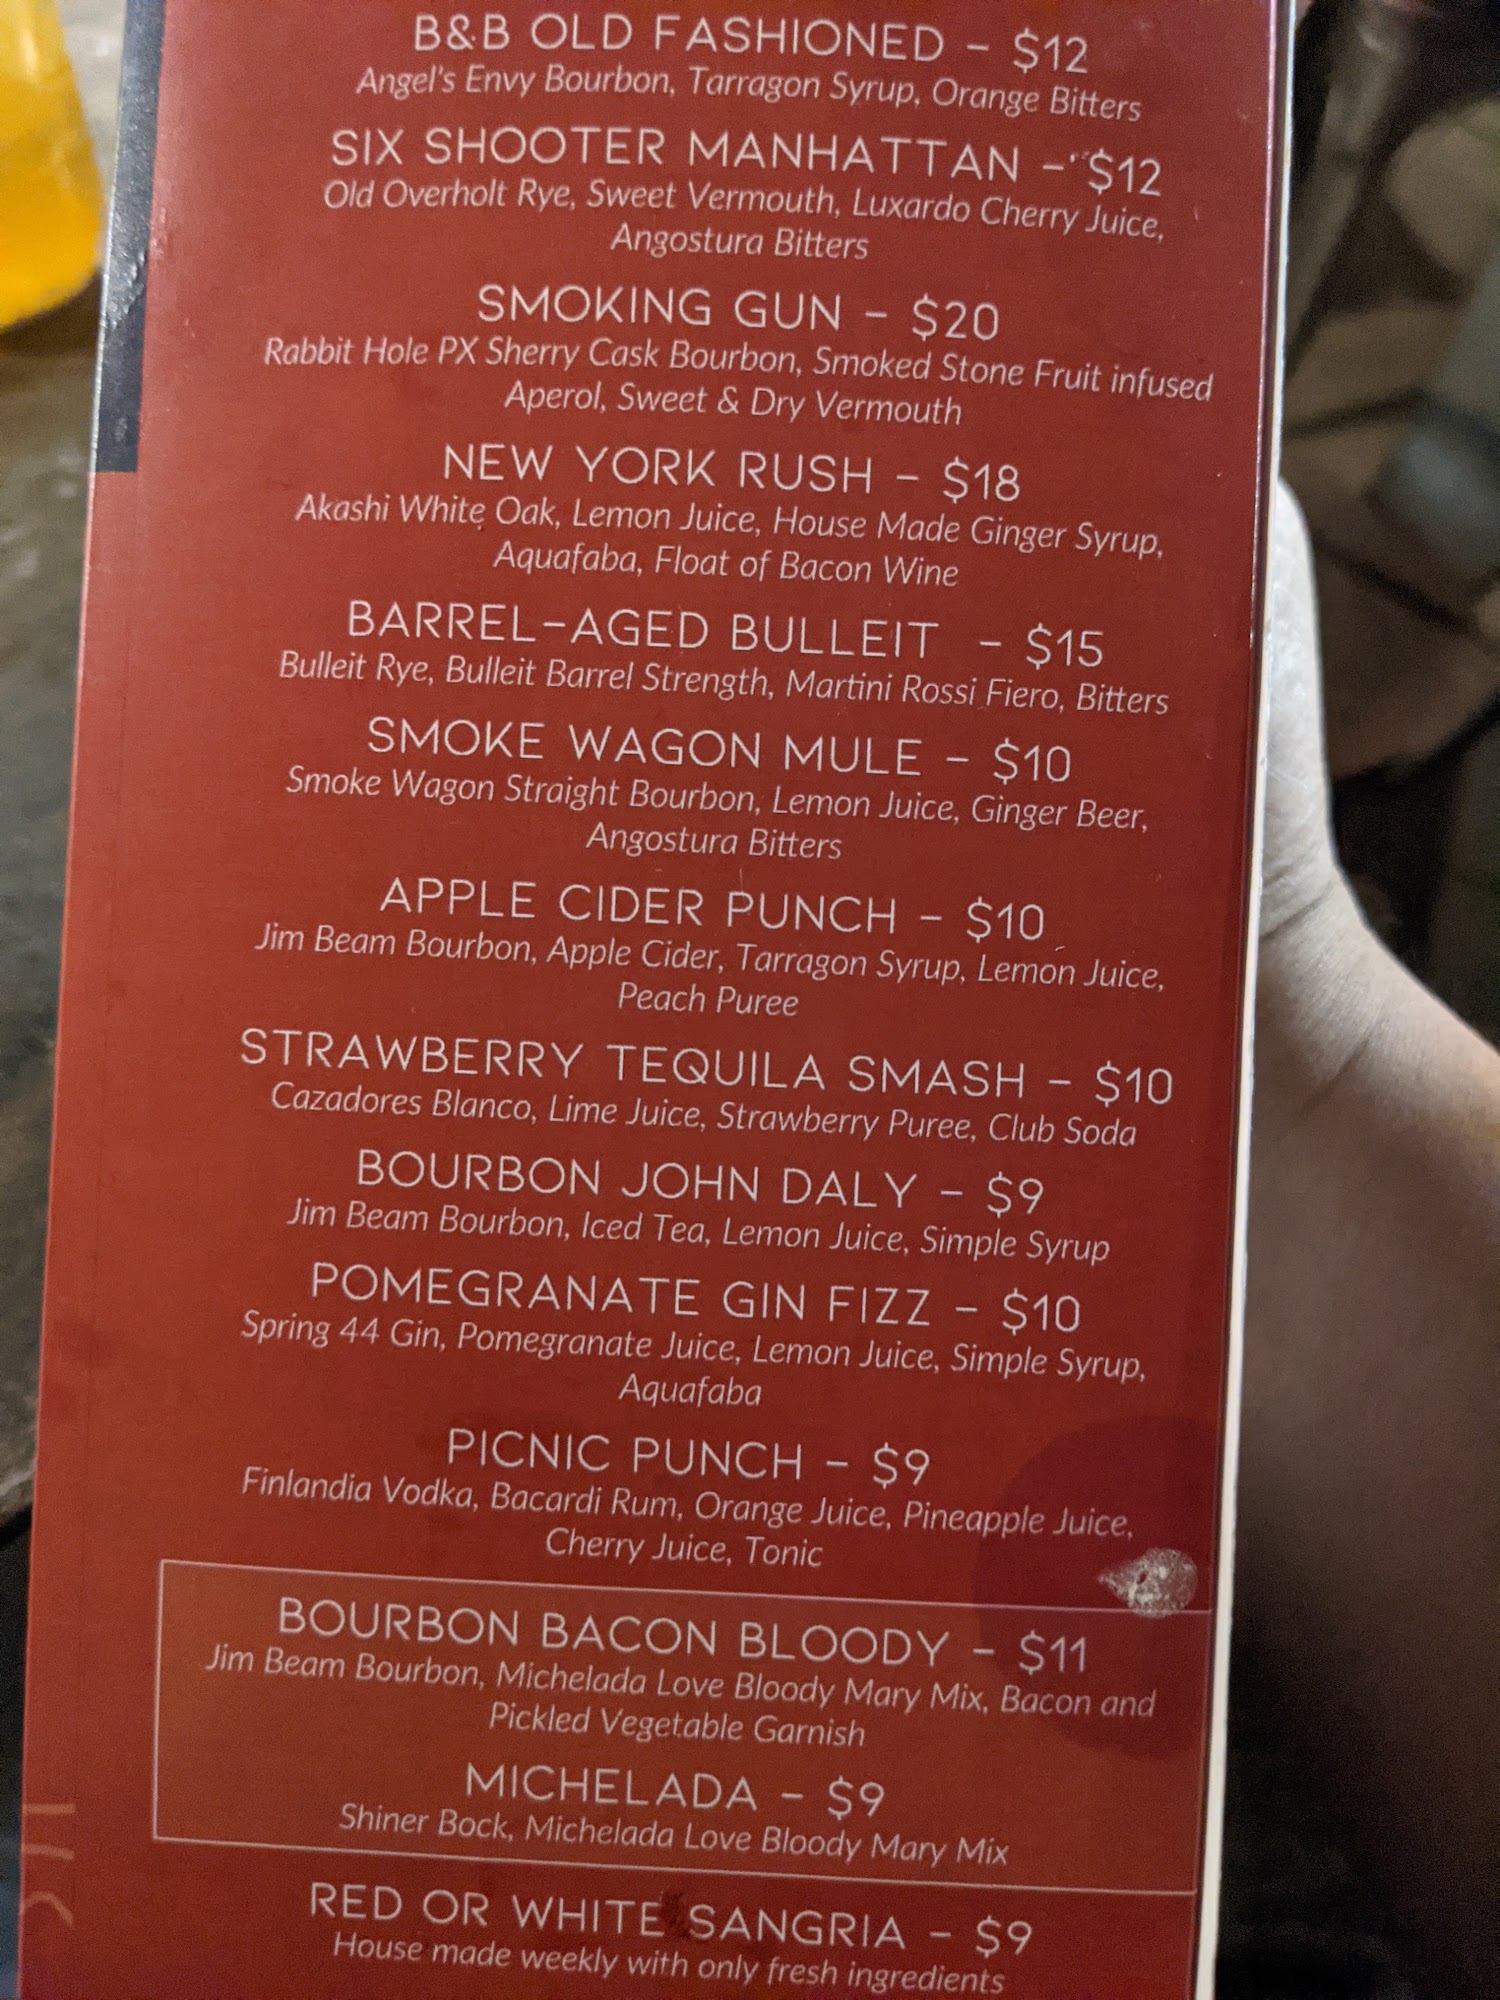 B&B OLD FASHIONED - $12
Angel's Envy Bourbon, Tarragon Syrup, Orange Bitters
SIX SHOOTER MANHATTAN - $12
Old Overholt Rye, Sweet Vermouth, Luxardo Cherry Juice,
Angostura Bitters
SMOKING GUN - $20
Rabbit Hole PX Sherry Cask Bourbon, Smoked Stone Fruit infused
Aperol, Sweet & Dry Vermouth
NEW YORK RUSH - $18
Akashi White Oak, Lemon Juice, House Made Ginger Syrup,
Aquafaba, Float of Bacon Wine
BARREL-AGED BULLEIT - $15
Bulleit Rye, Bulleit Barrel Strength, Martini Rossi Fiero, Bitters
SMOKE WAGON MULE - $10
Smoke Wagon Straight Bourbon, Lemon Juice, Ginger Beer,
Angostura Bitters
APPLE CIDER PUNCH - $10
Jim Beam Bourbon, Apple Cider, Tarragon Syrup, Lemon Juice,
Peach Puree
STRAWBERRY TEQUILA SMASH - $10
Cazadores Blanco, Lime Juice, Strawberry Puree, Club Soda
BOURBON JOHN DALY - $9
Jim Beam Bourbon, Iced Tea, Lemon Juice, Simple Syrup
POMEGRANATE GIN FIZZ - $10
Spring 44 Gin, Pomegranate Juice, Lemon Juice, Simple Syrup,
Aquafaba
PICNIC PUNCH - $9
Finlandia Vodka, Bacardi Rum, Orange Juice, Pineapple Juice,
Cherry Juice, Tonic
BOURBON BACON BLOODY - $11
Jim Beam Bourbon, Michelada Love Bloody Mary Mix, Bacon and
Pickled Vegetable Garnish
MICHELADA - $9
Shiner Bock, Michelada Love Bloody Mary Mix
RED OR WHITE SANGRIA - $9
House made weekly with only fresh ingredients